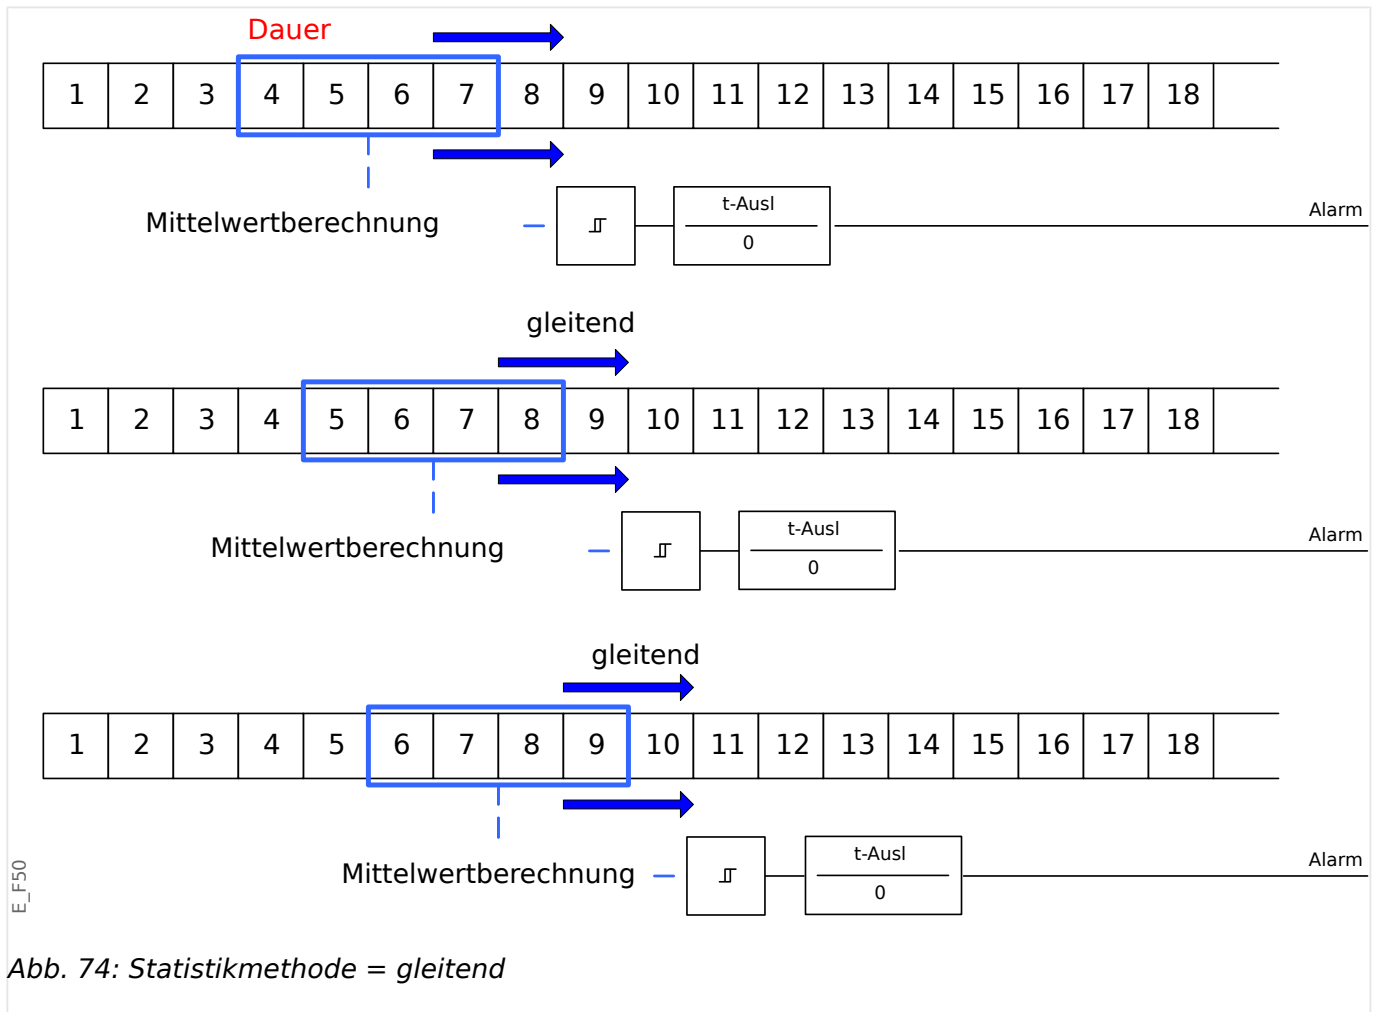 Dauer
1 2 3 4 5 6 7 8 9 10 11 12 13 14 15 16 17 18
Mittelwertberechnung
t-Ausl
0
Alarm
gleitend
1 2 3 4 5 6 7 8 9 10 11 12 13 14 15 16 17 18
Mittelwertberechnung
t-Ausl
0
Alarm
gleitend
1 2 3 4 5 6 7 8 9 10 11 12 13 14 15 16 17 18
Mittelwertberechnung
t-Ausl
0
Alarm
E_F50
Abb. 74: Statistikmethode = gleitend